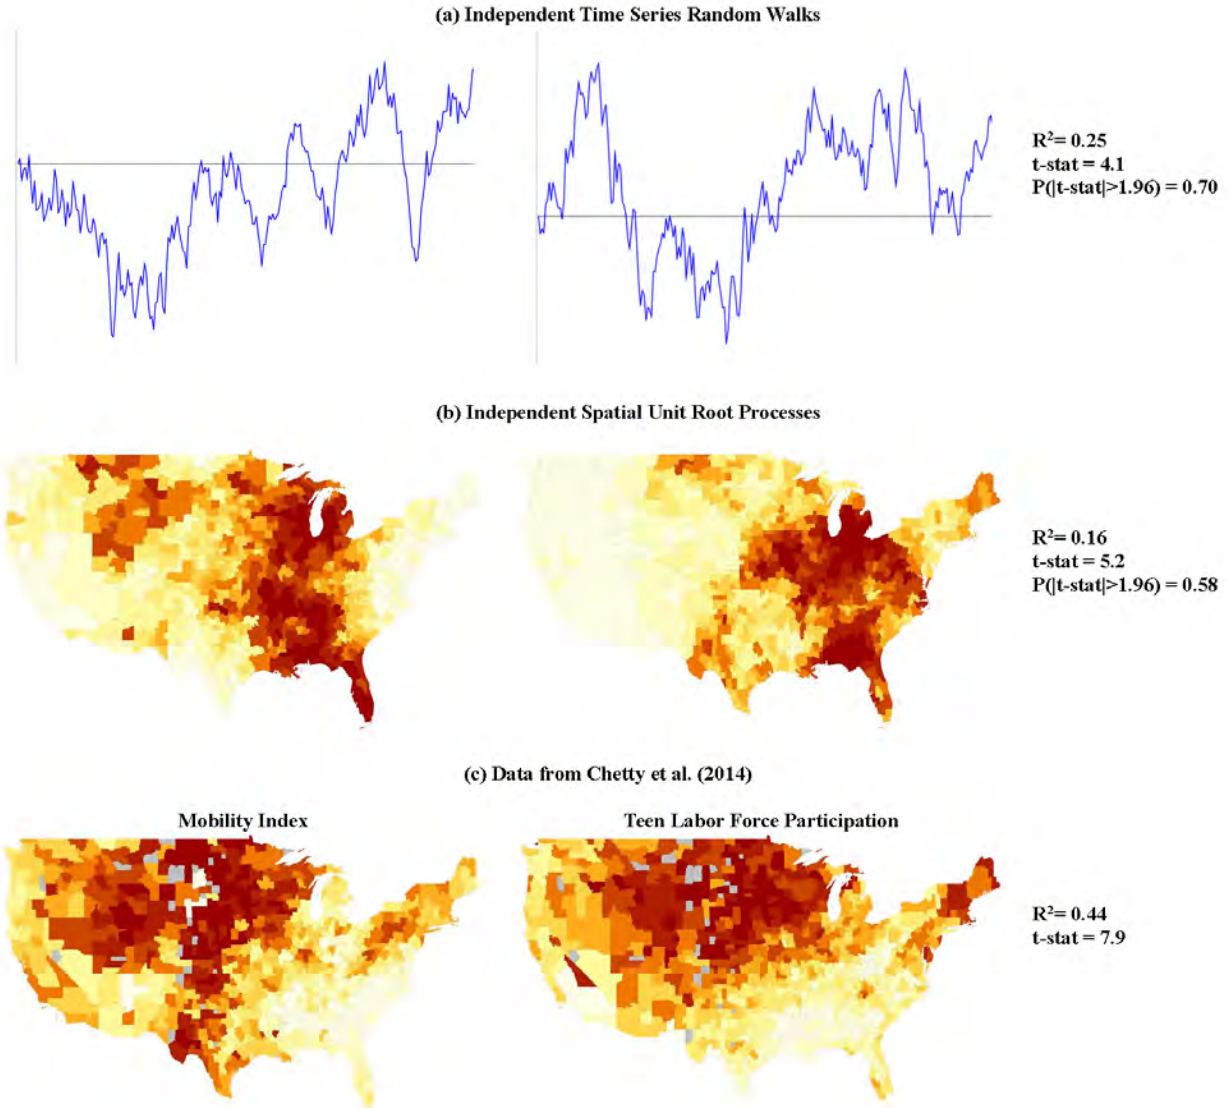 (a) Independent Time Series Random Walks
R²= 0.25
t-stat = 4.1
P(|t-stat|>1.96) = 0.70
(b) Independent Spatial Unit Root Processes
R²= 0.16
t-stat = 5.2
P(|t-stat|>1.96) = 0.58
(c) Data from Chetty et al. (2014)
Mobility Index
Teen Labor Force Participation
R²= 0.44
t-stat = 7.9